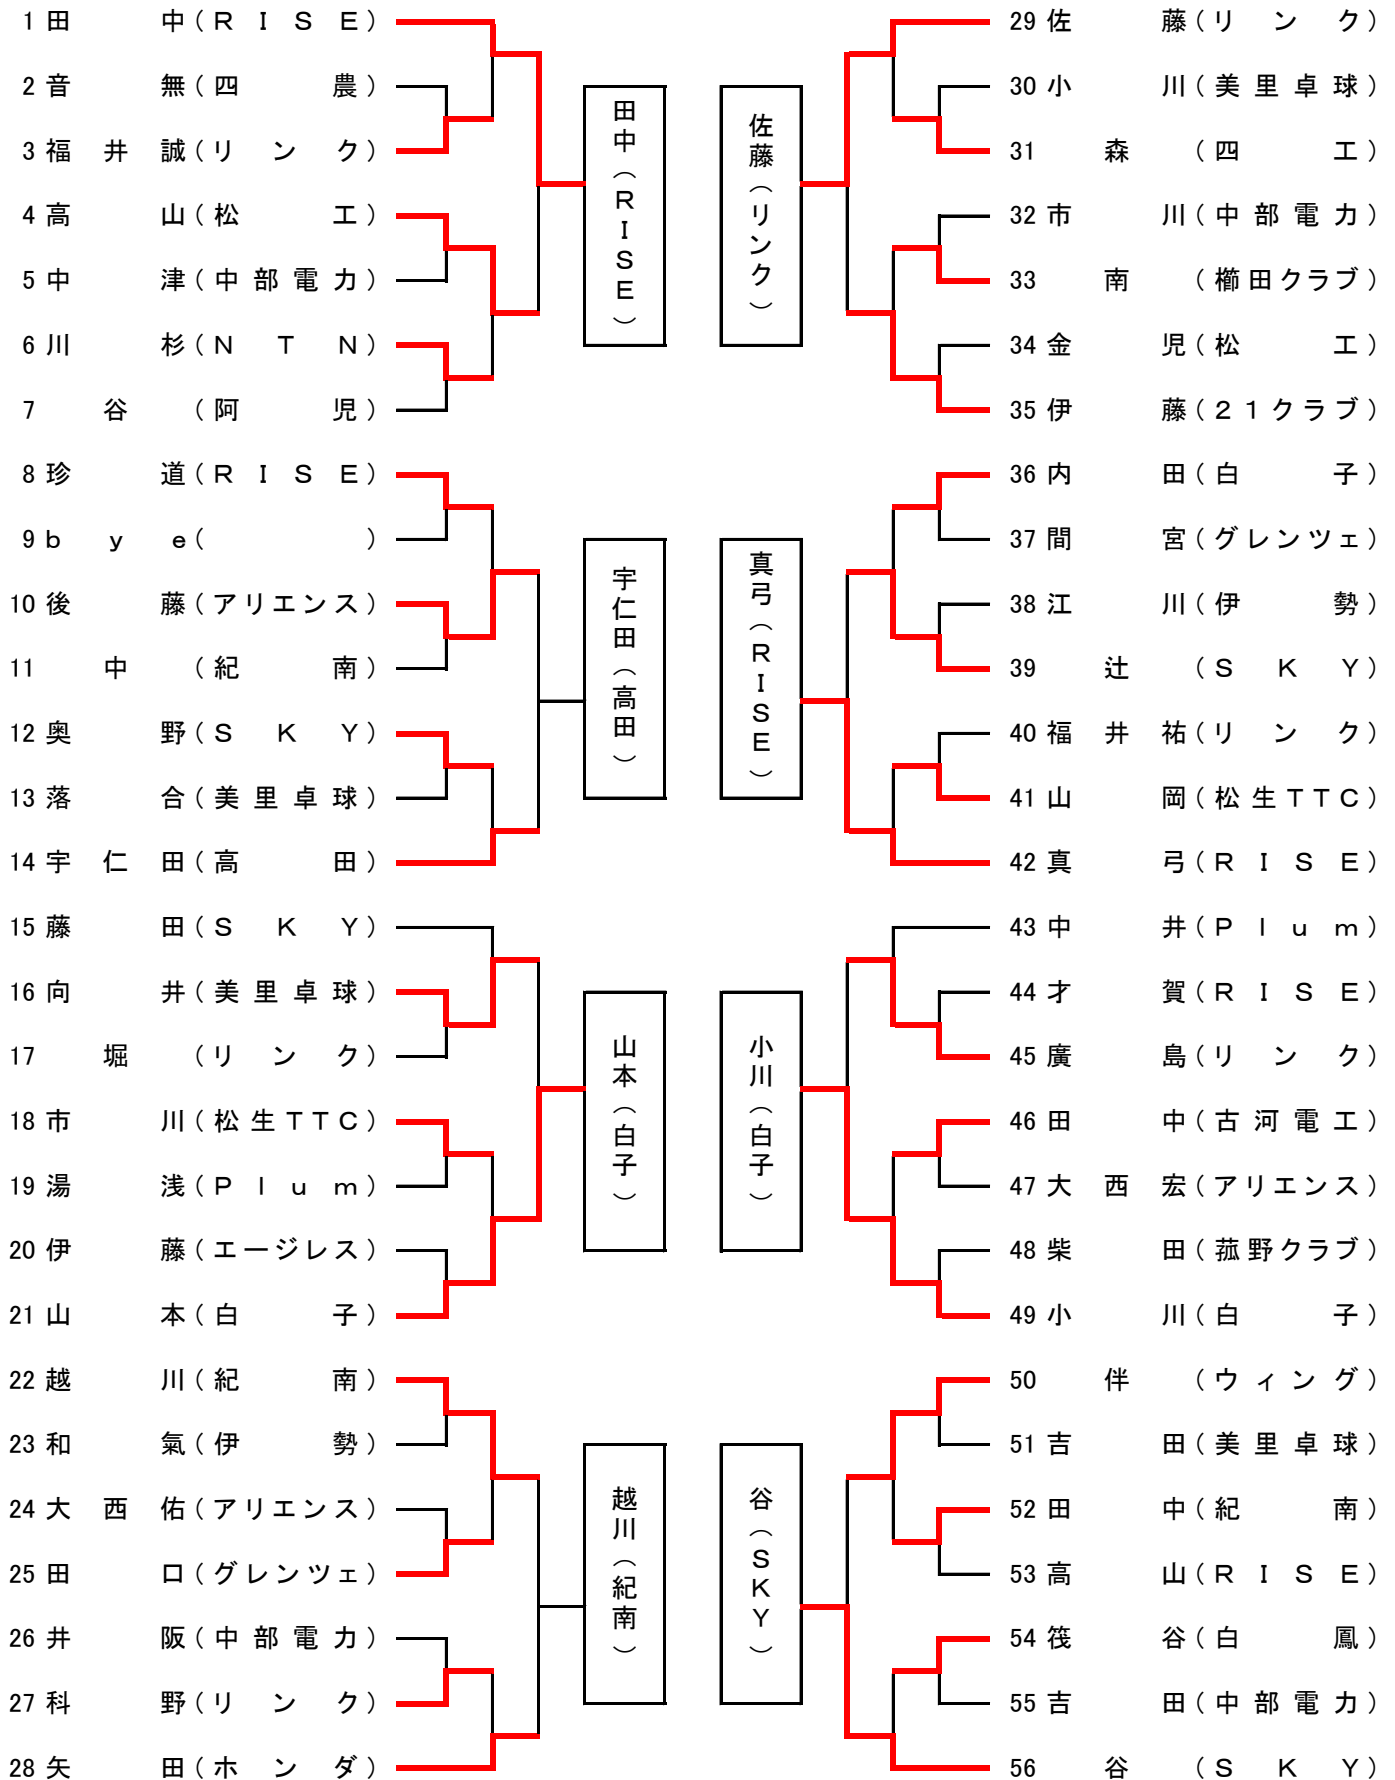 1 田中(RISE)
2 音無(四農)
3 福井誠(リンク)
4 高山(松工)
5 中津(中部電力)
6 川杉(NTN)
7 谷(阿児)
8 珍道(RISE)
9 bye( )
10 後藤(アリエンス)
11 中(紀南)
12 奥野(SKY)
13 落合(美里卓球)
14 宇仁田(高田)
15 藤田(SKY)
16 向井(美里卓球)
17 堀(リンク)
18 市川(松生TTC)
19 湯浅(Plum)
20 伊藤(エージレス)
21 山本(白子)
22 越川(紀南)
23 和氣(伊勢)
24 大西佑(アリエンス)
25 田口(グレンツェ)
26 井阪(中部電力)
27 科野(リンク)
28 矢田(ホンダ)
田中(RISE)
宇仁田(高田)
山本(白子)
越川(紀南)
佐藤(リンク)
真弓(RISE)
小川(白子)
谷(SKY)
29 佐藤(リンク)
30 小川(美里卓球)
31 森(四工)
32 市川(中部電力)
33 南(櫛田クラブ)
34 金児(松工)
35 伊藤(21クラブ)
36 内田(白子)
37 間宮(グレンツェ)
38 江川(伊勢)
39 辻(SKY)
40 福井祐(リンク)
41 山岡(松生TTC)
42 真弓(RISE)
43 中井(Plum)
44 才賀(RISE)
45 廣島(リンク)
46 田中(古河電工)
47 大西宏(アリエンス)
48 柴田(菰野クラブ)
49 小川(白子)
50 伴(ウィング)
51 吉田(美里卓球)
52 田中(紀南)
53 高山(RISE)
54 筏谷(白鳳)
55 吉田(中部電力)
56 谷(SKY)